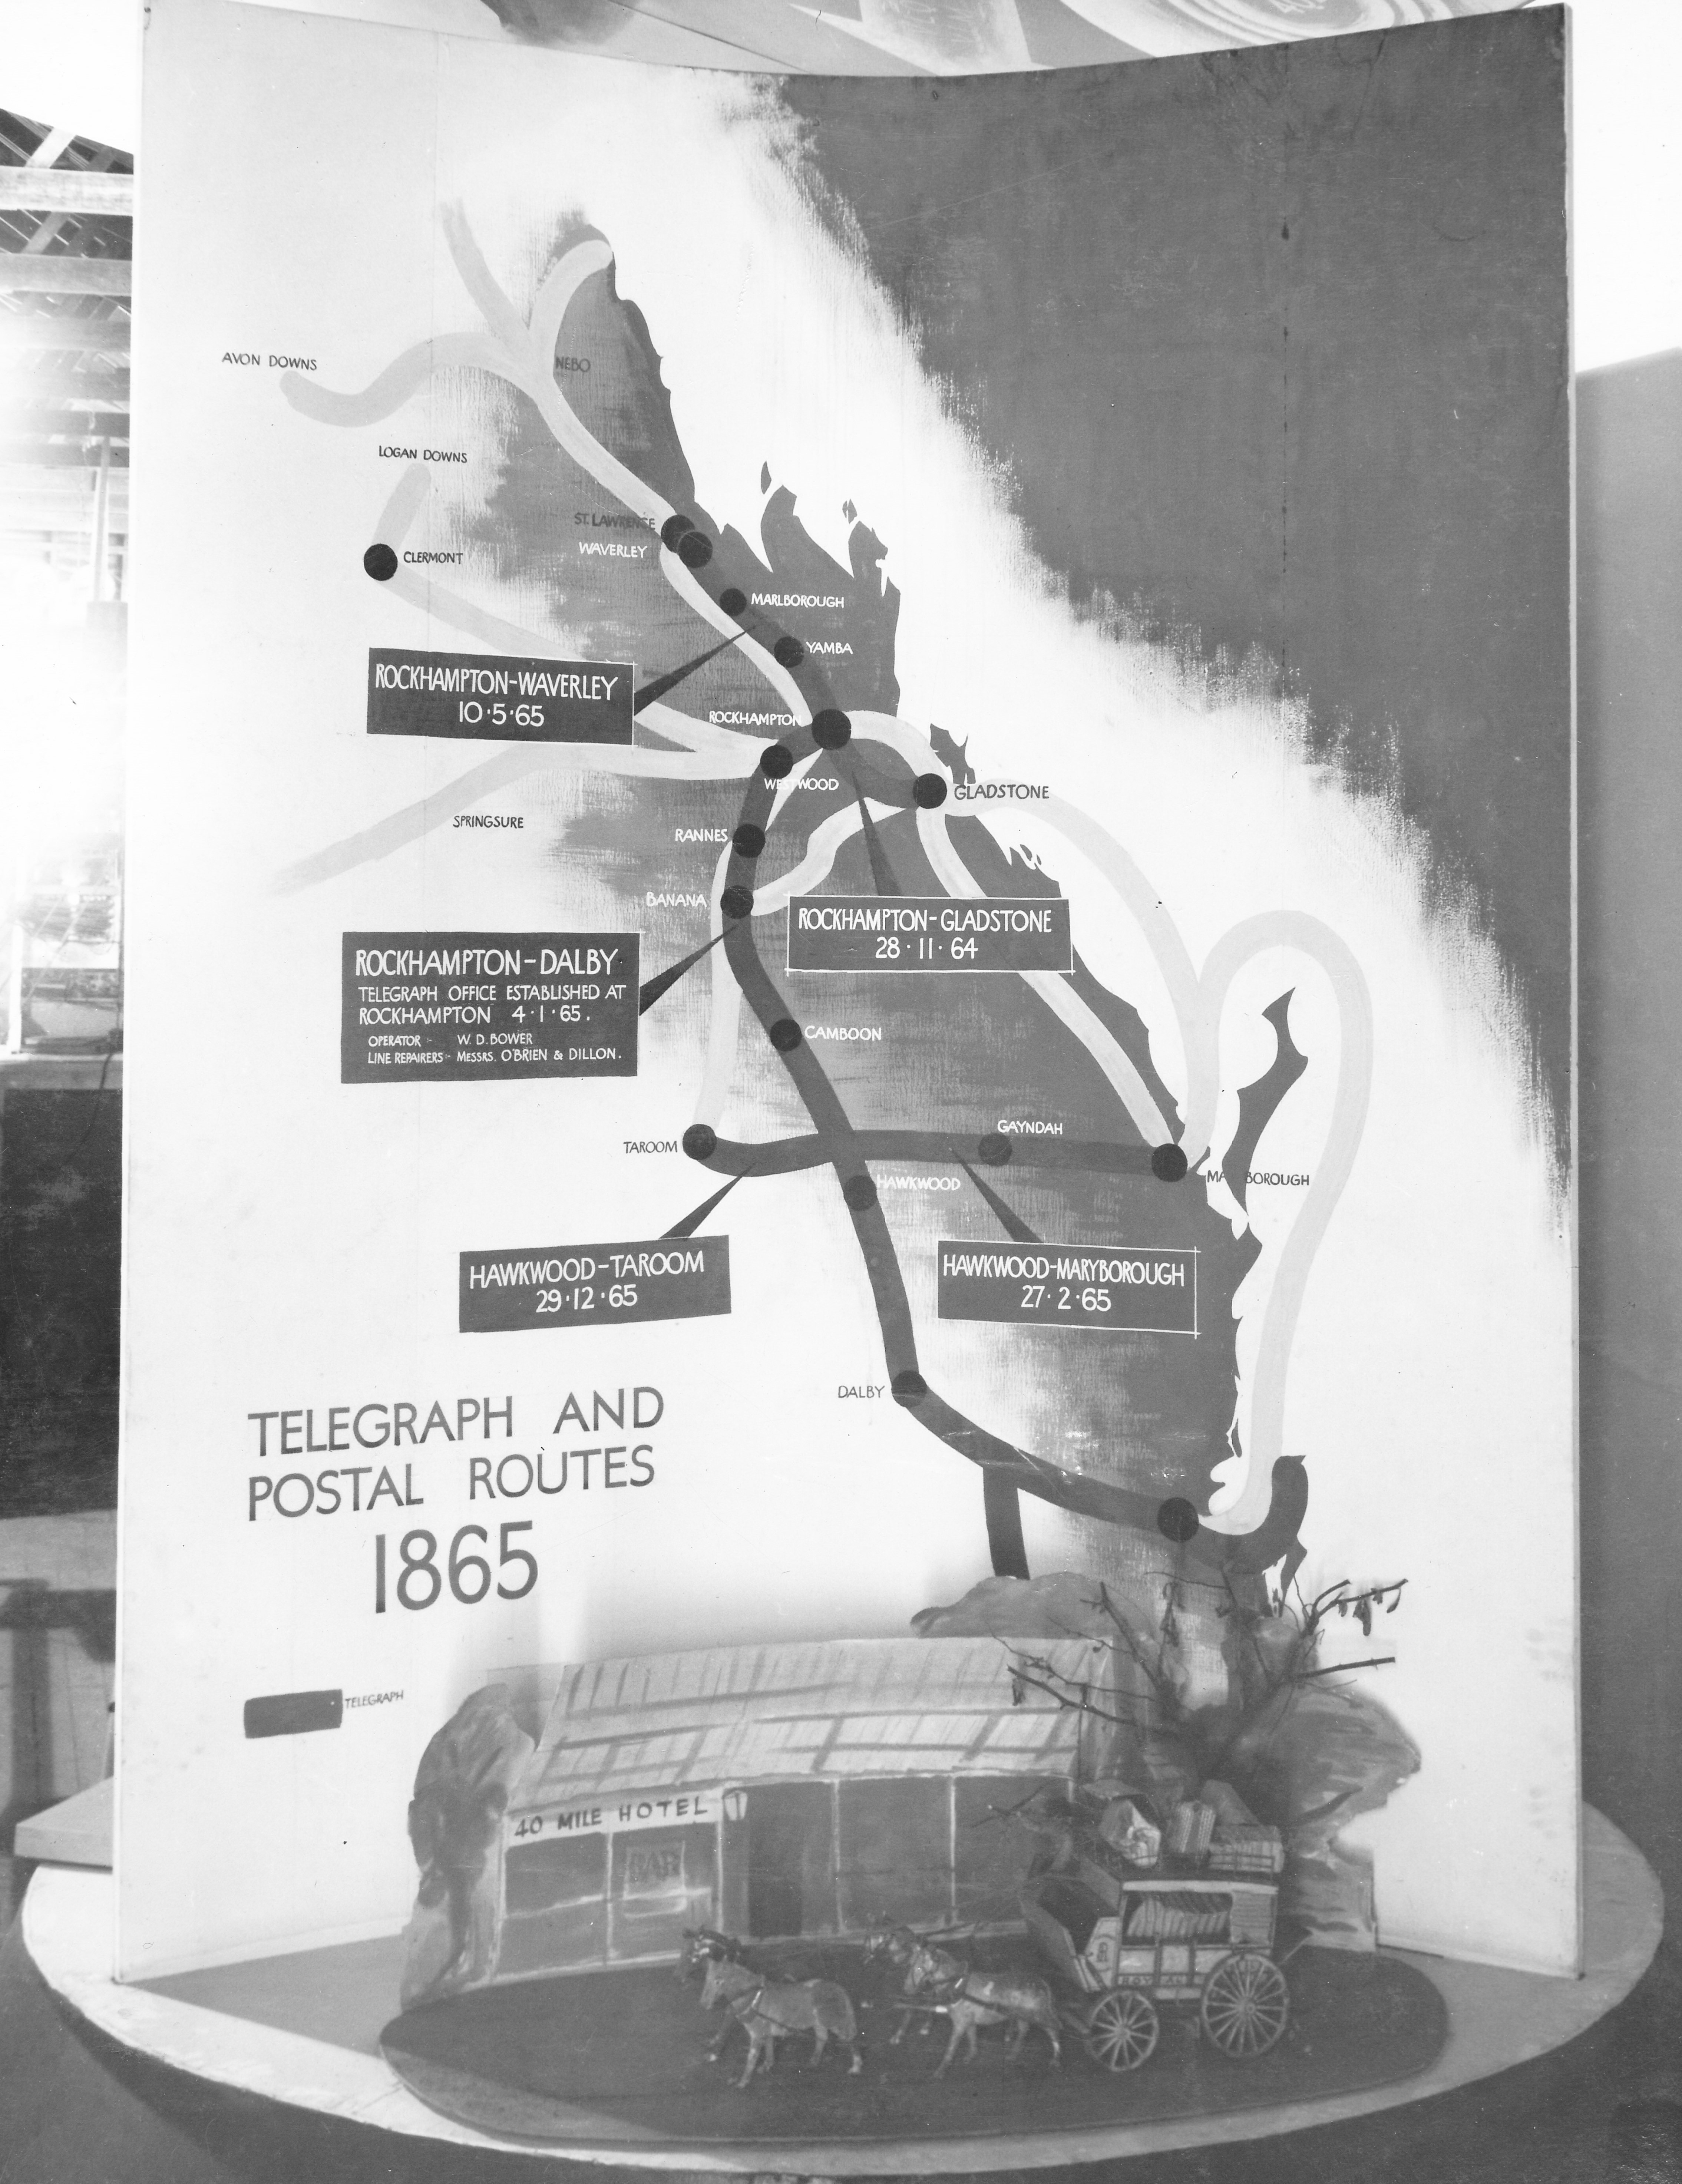 AVON DOWNS
NEBO
LOGAN DOWNS
ST. LAWRENCE
WAVERLEY
CLERMONT
MARLBOROUGH
YAMBA
ROCKHAMPTON-WAVERLEY
10·5·65
ROCKHAMPTON
WESTWOOD
GLADSTONE
SPRINGSURE
RANNES
BANANA
ROCKHAMPTON-GLADSTONE
28·11·64
ROCKHAMPTON-DALBY
TELEGRAPH OFFICE ESTABLISHED AT
ROCKHAMPTON 4·1·65.
OPERATOR :- W. D. BOWER
LINE REPAIRERS :- MESSRS. O'BRIEN & DILLON.
CAMBOON
TAROOM
GAYNDAH
MARYBOROUGH
HAWKWOOD
HAWKWOOD-TAROOM
29·12·65
HAWKWOOD-MARYBOROUGH
27·2·65
DALBY
TELEGRAPH AND
POSTAL ROUTES
1865
TELEGRAPH
40 MILE HOTEL
BAR